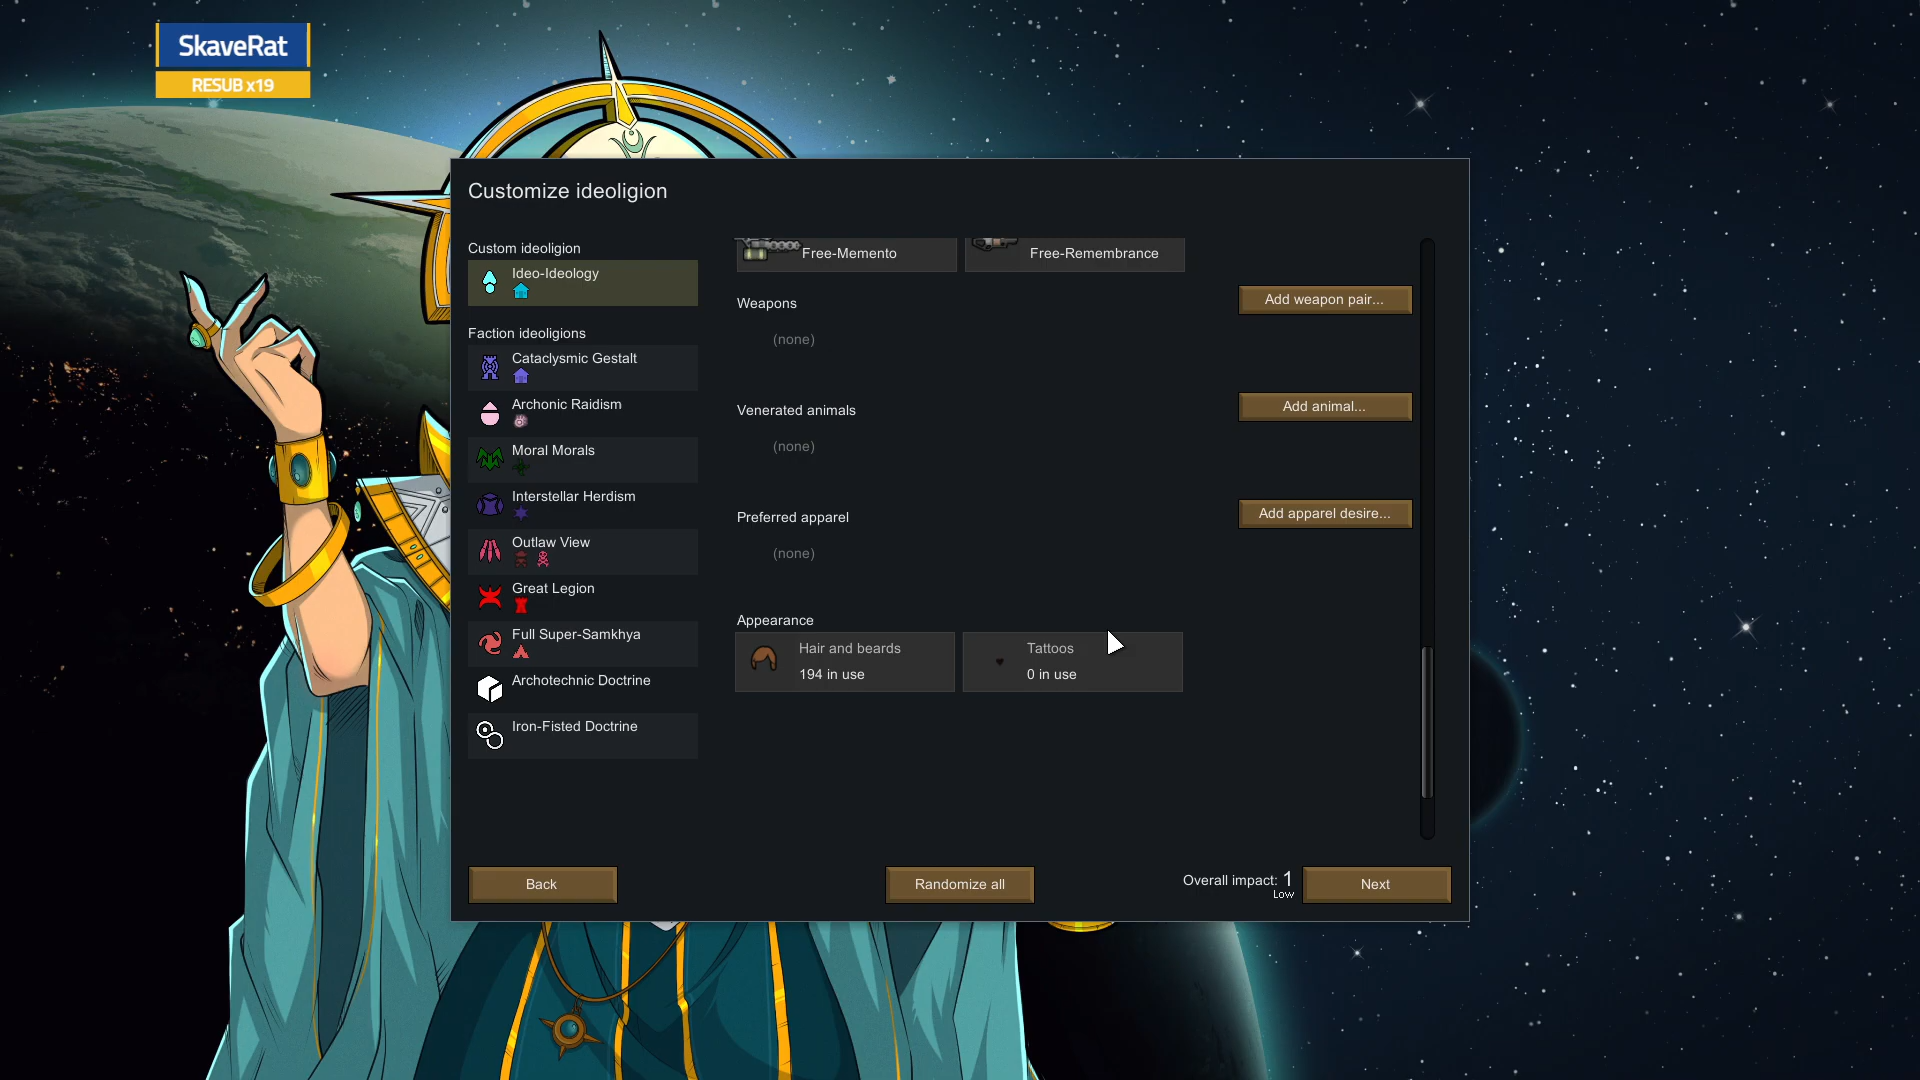 SkaveRat
RESUB x19
Customize ideoligion
Custom ideoligion
Ideo-Ideology
Faction ideoligions
Cataclysmic Gestalt
Archonic Raidism
Moral Morals
Interstellar Herdism
Outlaw View
Great Legion
Full Super-Samkhya
Archotechnic Doctrine
Iron-Fisted Doctrine
Free-Memento
Free-Remembrance
Weapons
Add weapon pair...
(none)
Venerated animals
Add animal...
(none)
Preferred apparel
Add apparel desire...
(none)
Appearance
Hair and beards
194 in use
Tattoos
0 in use
Back
Randomize all
Overall impact: 1
Low
Next